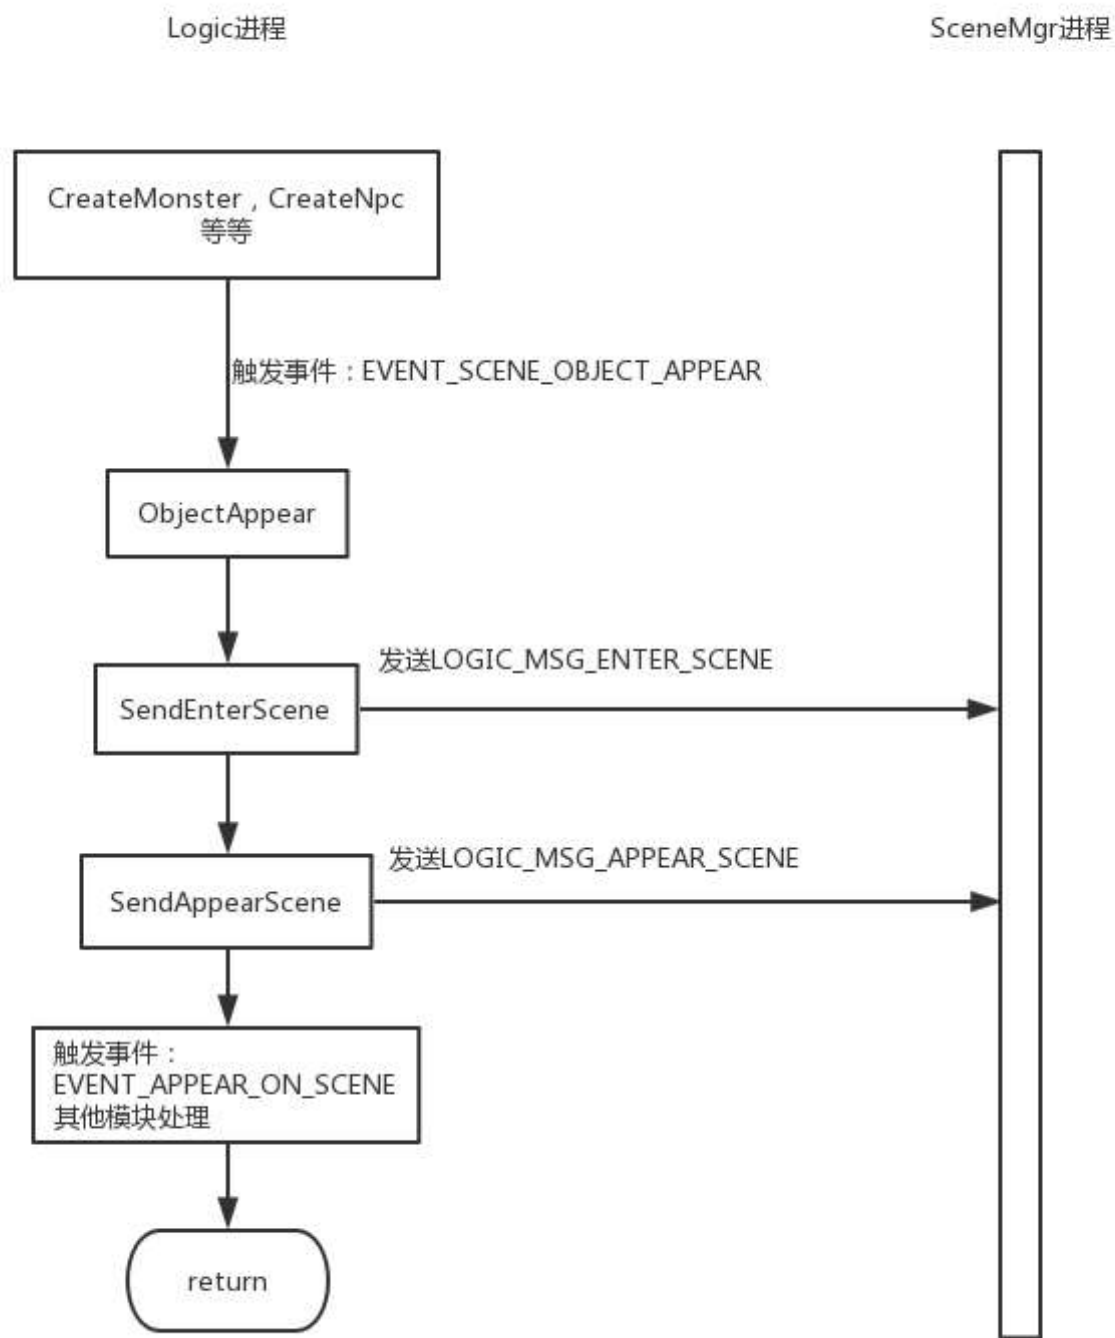 Logic进程
SceneMgr进程
CreateMonster，CreateNpc
等等
触发事件：EVENT_SCENE_OBJECT_APPEAR
ObjectAppear
发送LOGIC_MSG_ENTER_SCENE
SendEnterScene
发送LOGIC_MSG_APPEAR_SCENE
SendAppearScene
触发事件：
EVENT_APPEAR_ON_SCENE
其他模块处理
return